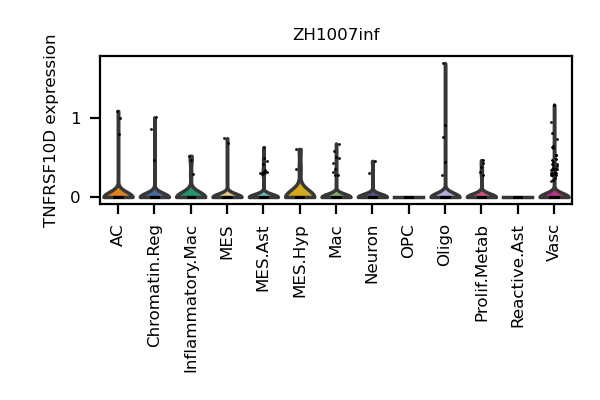 ZH1007inf
TNFRSF10D expression
1
0
AC
Chromatin.Reg
Inflammatory.Mac
MES
MES.Ast
MES.Hyp
Mac
Neuron
OPC
Oligo
Prolif.Metab
Reactive.Ast
Vasc